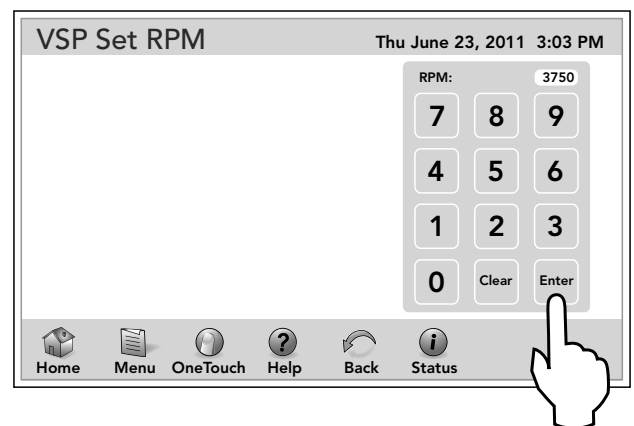 VSP Set RPM
Thu June 23, 2011 3:03 PM
RPM: 3750
7 8 9
4 5 6
1 2 3
0 Clear Enter
? i
Home Menu OneTouch Help Back Status